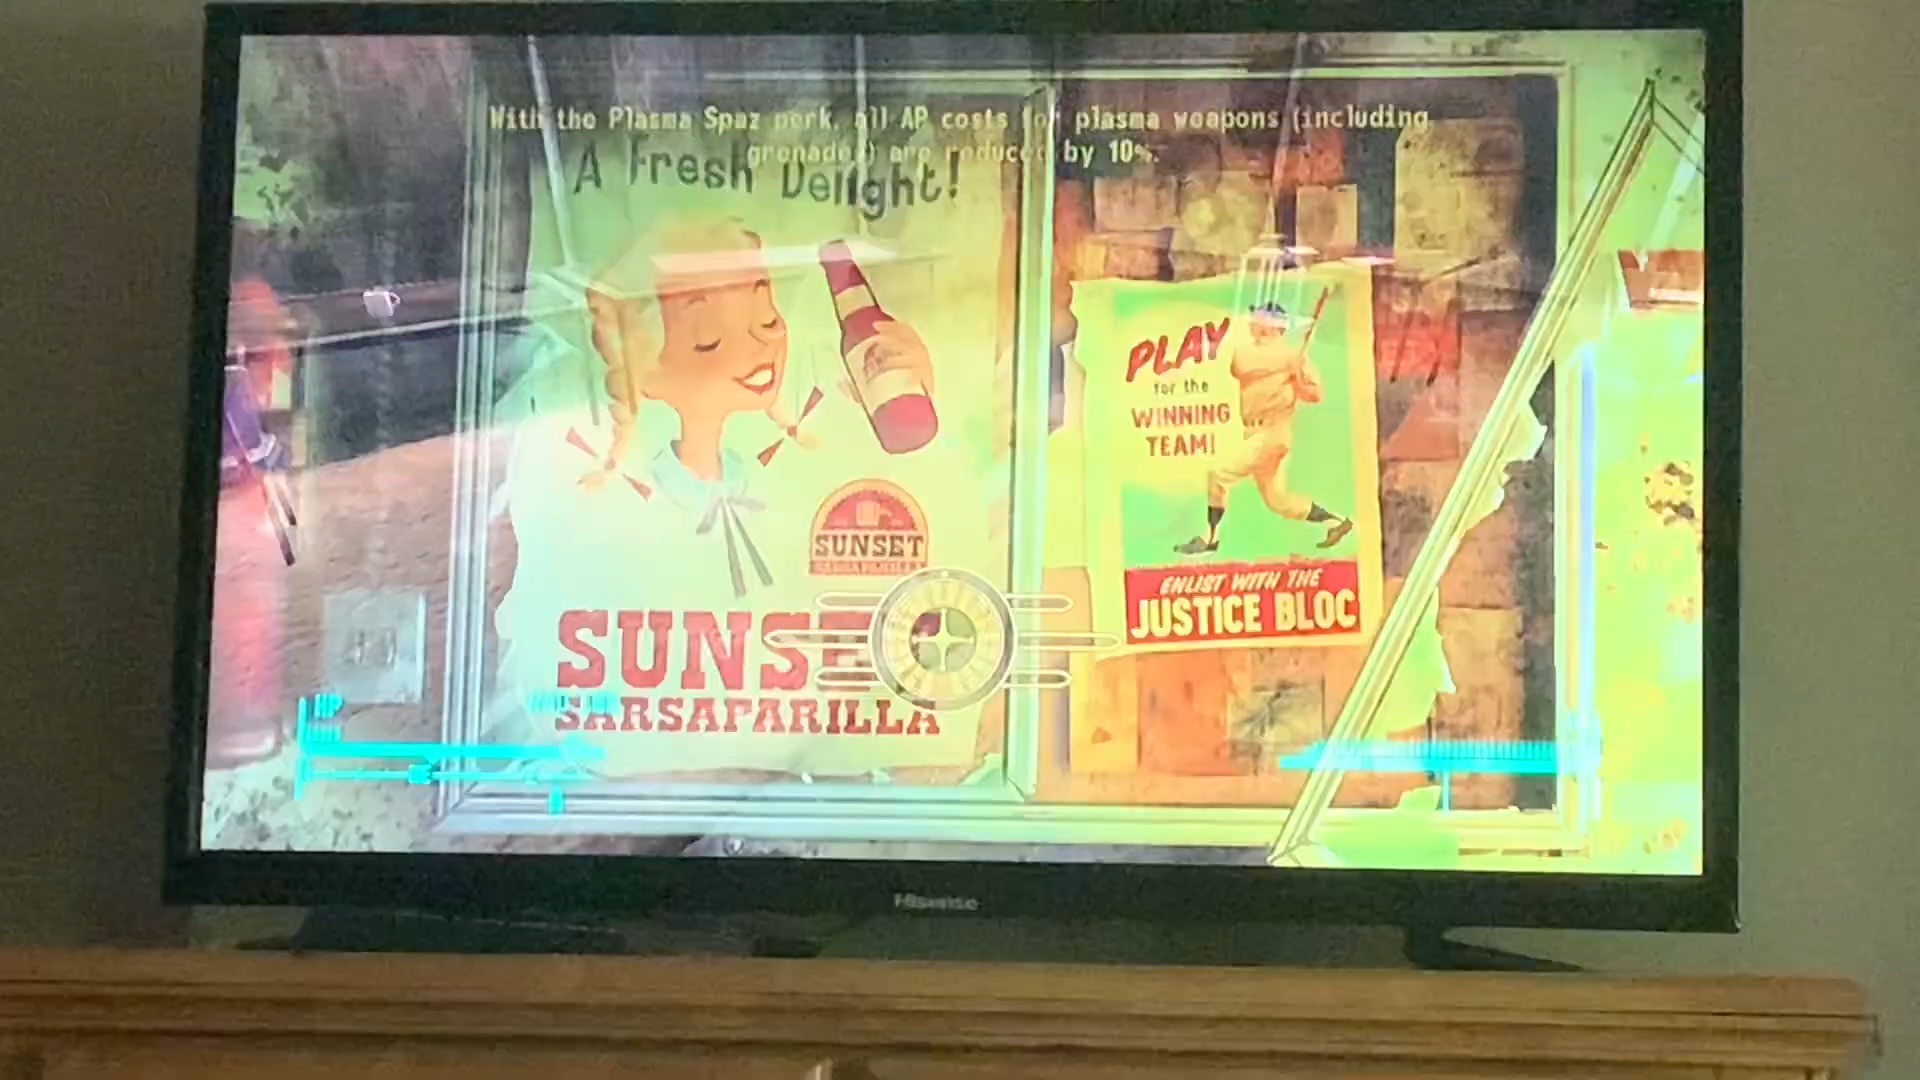 With the Plasma Spaz perk, all AP costs for plasma weapons (including
grenades) are reduced by 10%.
A Fresh Delight!
PLAY
for the
WINNING
TEAM!
SUNSET
SARSAPARILLA
ENLIST WITH THE
JUSTICE BLOC
SUNSET
SARSAPARILLA
HP
Hisense